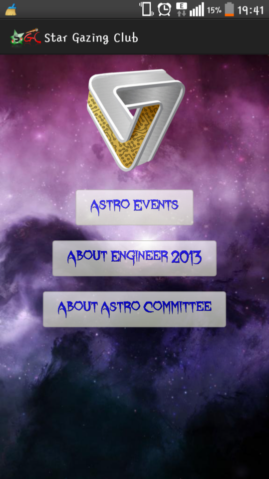 15% 19:41
Star Gazing Club
Astro Events
About Engineer 2013
About Astro Committee